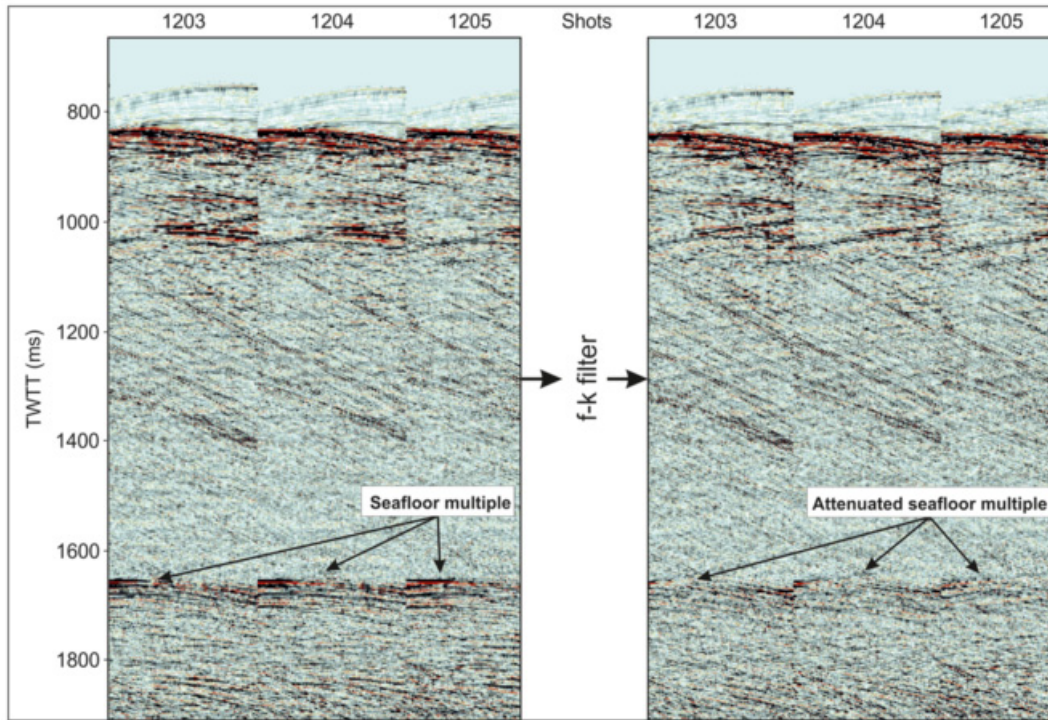 1203 1204 1205 Shots 1203 1204 1205
800
1000
1200
1400
1600
1800
TWTT (ms)
f-k filter
Seafloor multiple
Attenuated seafloor multiple